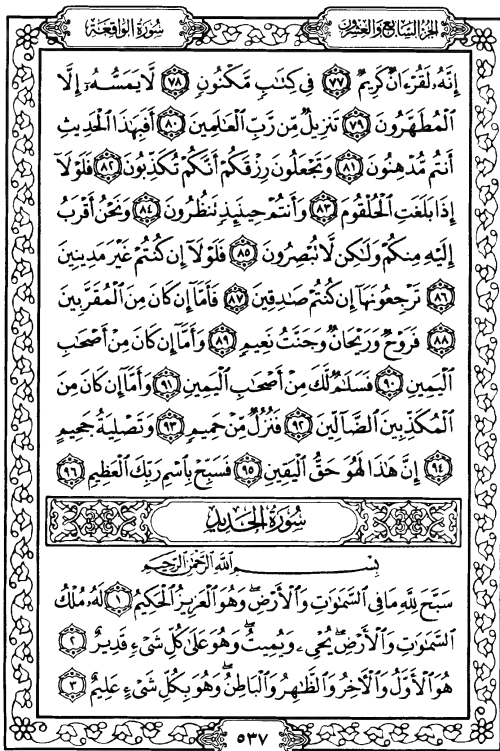 الجزء السابع والعشرون
سورة الواقعة
إِنَّهُۥ لَقُرْءَانٌ كَرِيمٌ ٧٧ فِى كِتَٰبٍ مَّكْنُونٍ ٧٨ لَّا يَمَسُّهُۥٓ إِلَّا
ٱلْمُطَهَّرُونَ ٧٩ تَنزِيلٌ مِّن رَّبِّ ٱلْعَٰلَمِينَ ٨٠ أَفَبِهَٰذَا ٱلْحَدِيثِ
أَنتُم مُّدْهِنُونَ ٨١ وَتَجْعَلُونَ رِزْقَكُمْ أَنَّكُمْ تُكَذِّبُونَ ٨٢ فَلَوْلَآ
إِذَا بَلَغَتِ ٱلْحُلْقُومَ ٨٣ وَأَنتُمْ حِينَئِذٍ تَنظُرُونَ ٨٤ وَنَحْنُ أَقْرَبُ
إِلَيْهِ مِنكُمْ وَلَٰكِن لَّا تُبْصِرُونَ ٨٥ فَلَوْلَآ إِن كُنتُمْ غَيْرَ مَدِينِينَ
٨٦ تَرْجِعُونَهَآ إِن كُنتُمْ صَٰدِقِينَ ٨٧ فَأَمَّآ إِن كَانَ مِنَ ٱلْمُقَرَّبِينَ
٨٨ فَرَوْحٌ وَرَيْحَانٌ وَجَنَّتُ نَعِيمٍ ٨٩ وَأَمَّآ إِن كَانَ مِنْ أَصْحَٰبِ
ٱلْيَمِينِ ٩٠ فَسَلَٰمٌ لَّكَ مِنْ أَصْحَٰبِ ٱلْيَمِينِ ٩١ وَأَمَّآ إِن كَانَ مِنَ
ٱلْمُكَذِّبِينَ ٱلضَّآلِّينَ ٩٢ فَنُزُلٌ مِّنْ حَمِيمٍ ٩٣ وَتَصْلِيَةُ جَحِيمٍ
٩٤ إِنَّ هَٰذَا لَهُوَ حَقُّ ٱلْيَقِينِ ٩٥ فَسَبِّحْ بِٱسْمِ رَبِّكَ ٱلْعَظِيمِ ٩٦
سورة الحديد
بِسْمِ ٱللَّهِ ٱلرَّحْمَٰنِ ٱلرَّحِيمِ
سَبَّحَ لِلَّهِ مَا فِى ٱلسَّمَٰوَٰتِ وَٱلْأَرْضِ ۖ وَهُوَ ٱلْعَزِيزُ ٱلْحَكِيمُ ١ لَهُۥ مُلْكُ
ٱلسَّمَٰوَٰتِ وَٱلْأَرْضِ ۖ يُحْىِۦ وَيُمِيتُ ۖ وَهُوَ عَلَىٰ كُلِّ شَىْءٍ قَدِيرٌ ٢
هُوَ ٱلْأَوَّلُ وَٱلْءَاخِرُ وَٱلظَّٰهِرُ وَٱلْبَاطِنُ ۖ وَهُوَ بِكُلِّ شَىْءٍ عَلِيمٌ ٣
٥٣٧